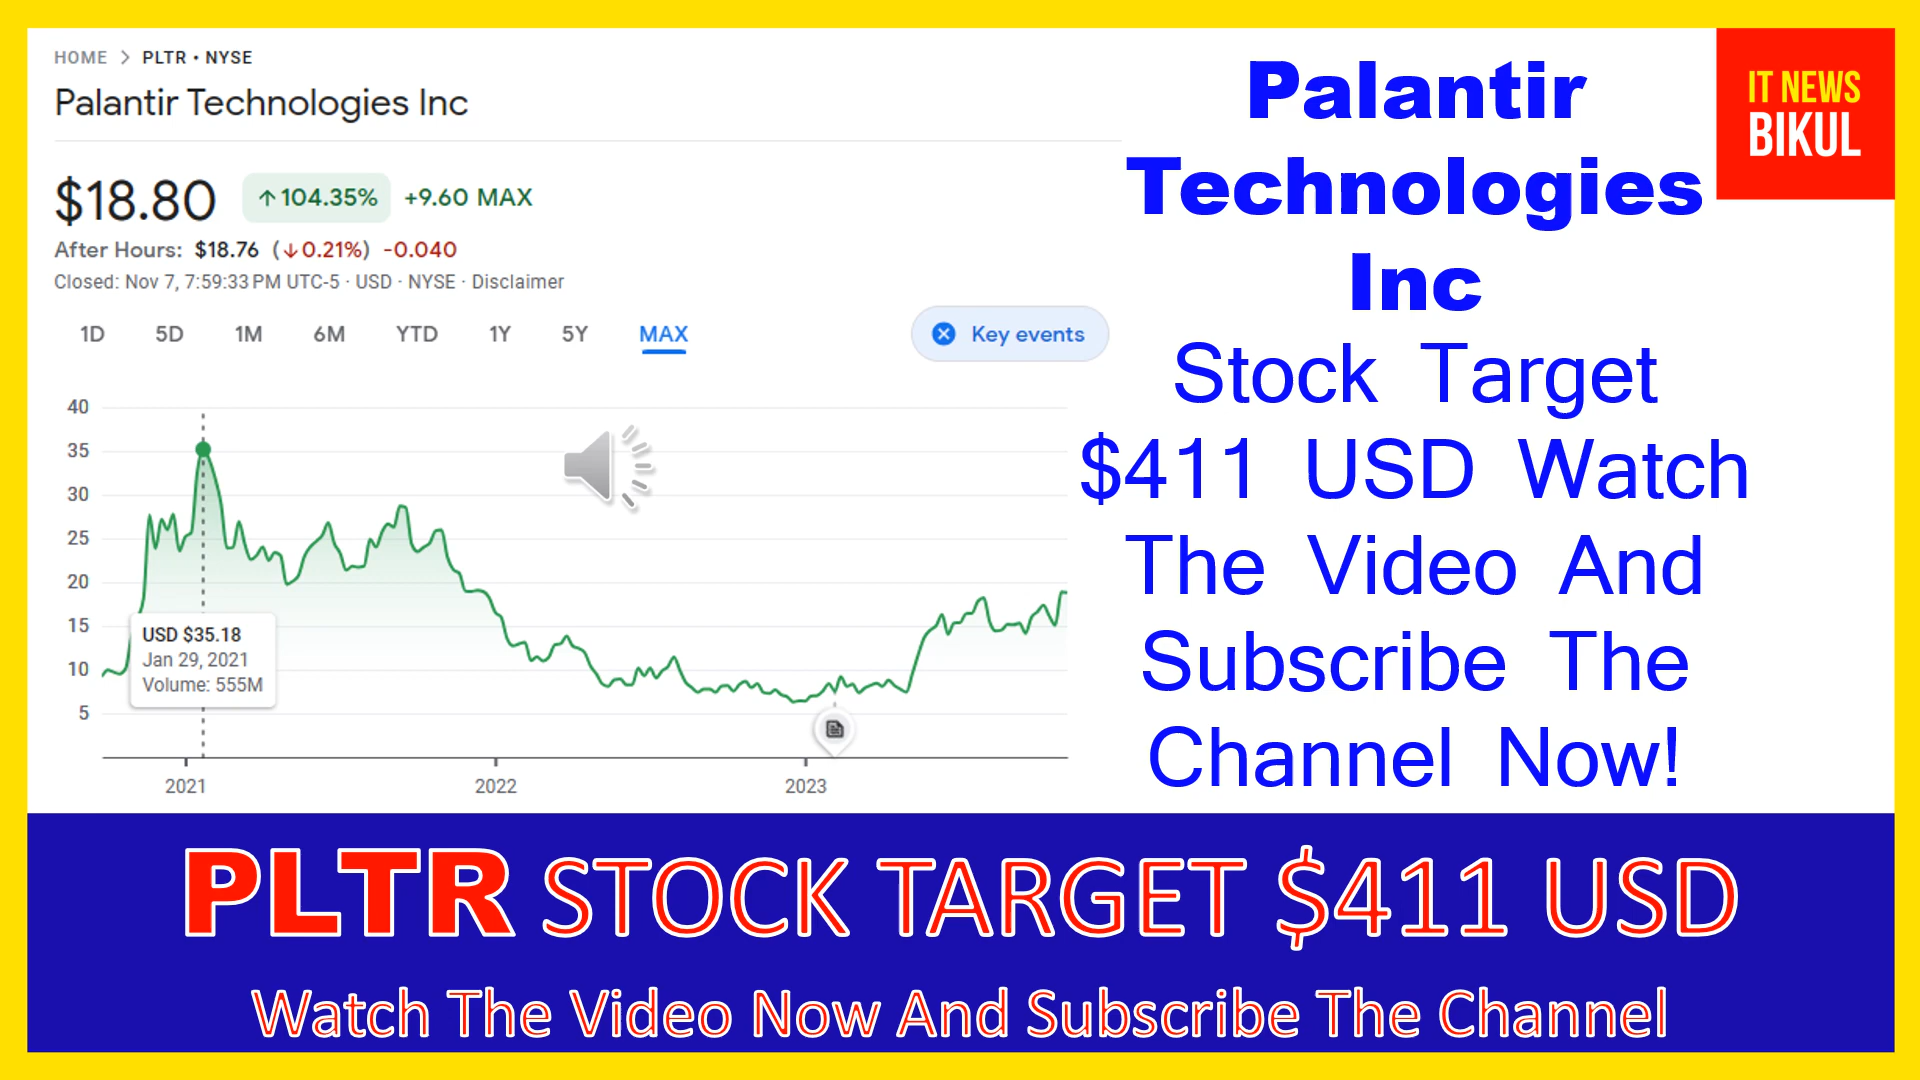 HOME > PLTR • NYSE
Palantir Technologies Inc
$18.80 ↑104.35% +9.60 MAX
After Hours: $18.76 (↓0.21%) -0.040
Closed: Nov 7, 7:59:33 PM UTC-5 · USD · NYSE · Disclaimer
1D 5D 1M 6M YTD 1Y 5Y MAX
Key events
40
35
30
25
20
15
10
5
USD $35.18
Jan 29, 2021
Volume: 555M
2021 2022 2023
Palantir
Technologies
Inc
Stock Target
$411 USD Watch
The Video And
Subscribe The
Channel Now!
IT NEWS
BIKUL
PLTR STOCK TARGET $411 USD
Watch The Video Now And Subscribe The Channel